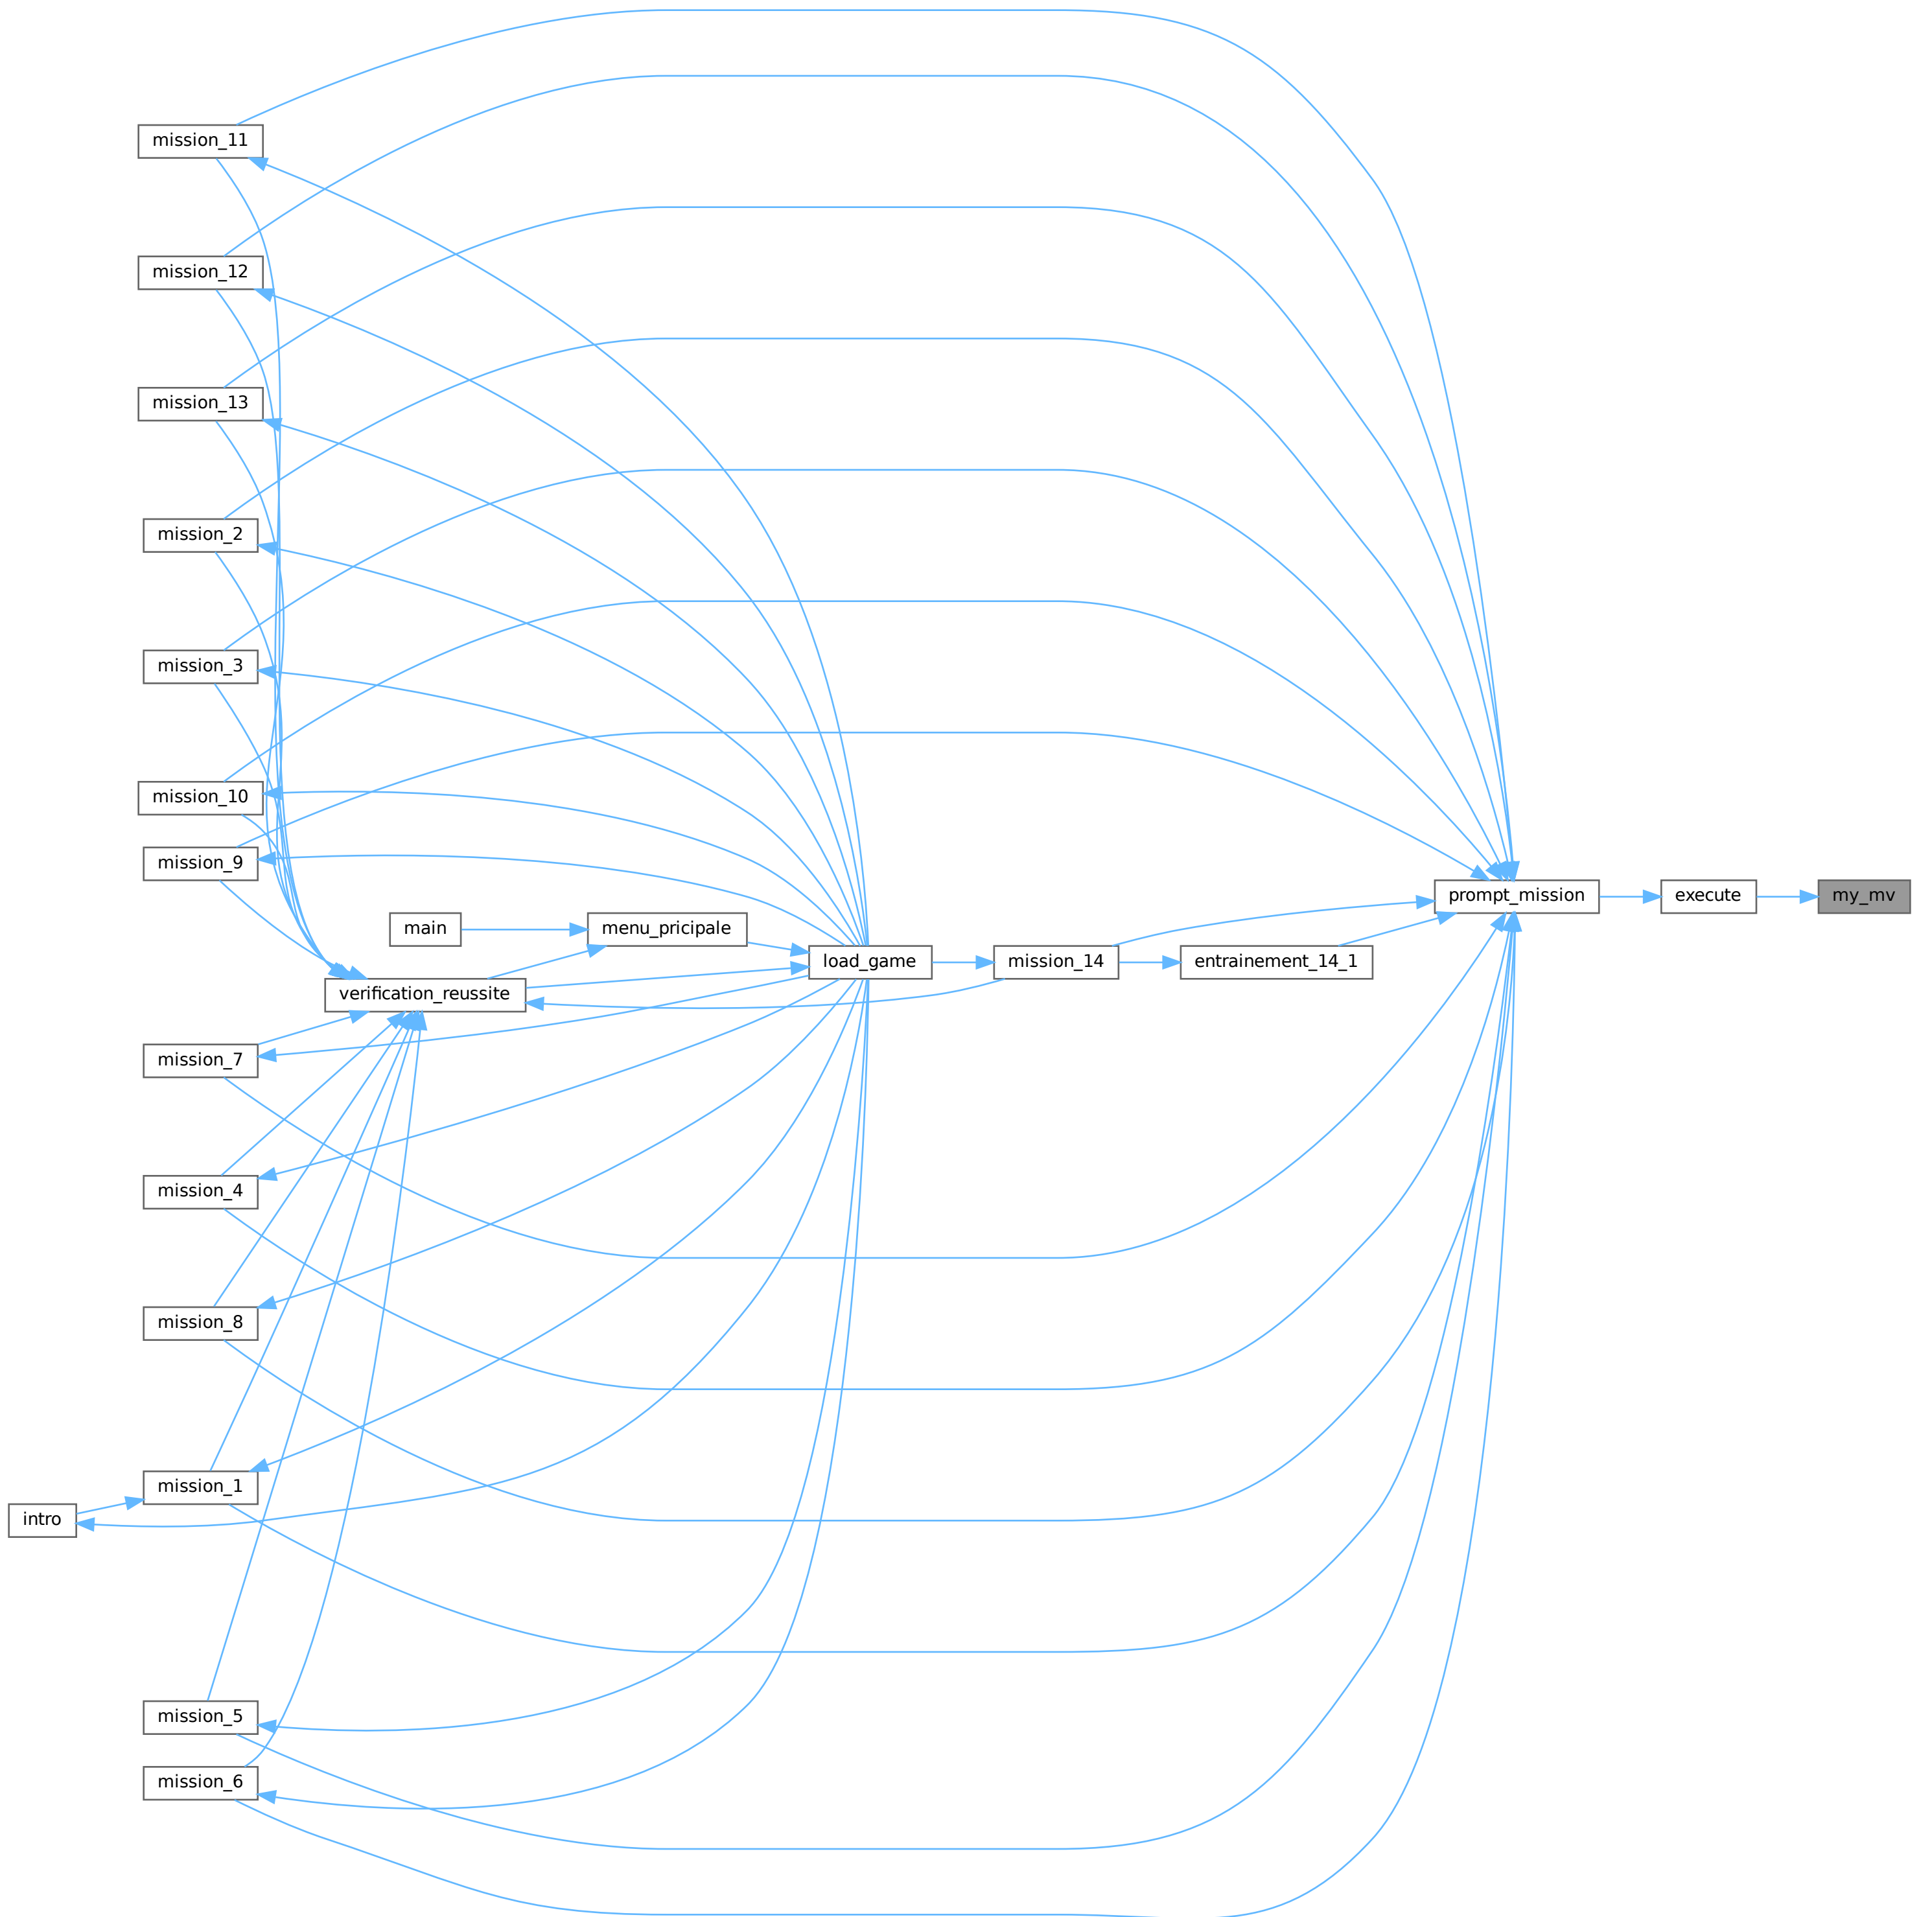 mission_11
mission_12
mission_13
mission_2
mission_3
mission_10
mission_9
prompt_mission
execute
my_mv
main
menu_pricipale
load_game
mission_14
entrainement_14_1
verification_reussite
mission_7
mission_4
mission_8
mission_1
intro
mission_5
mission_6